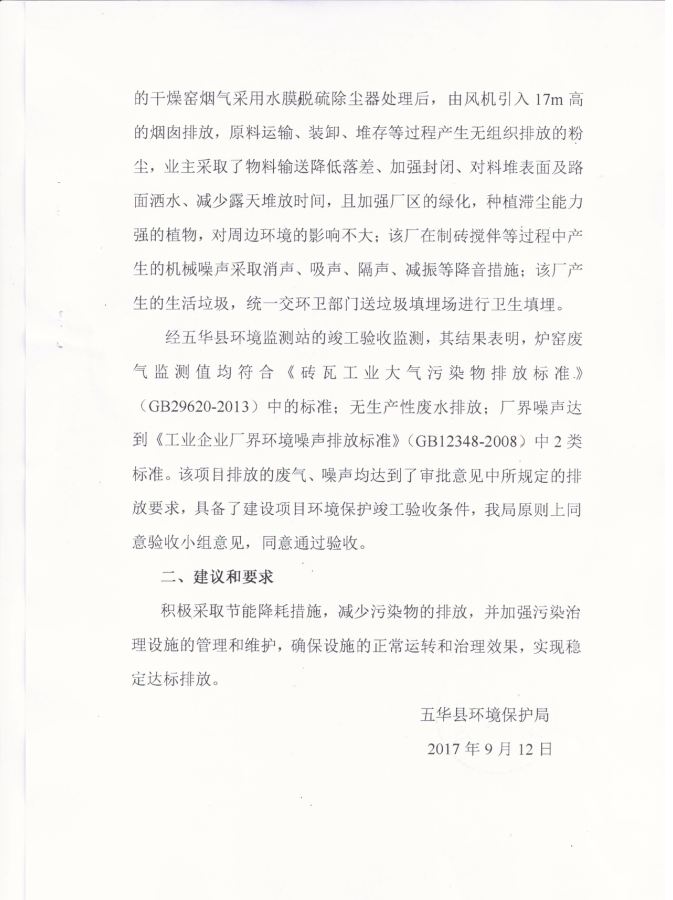 的干燥窑烟气采用水膜脱硫除尘器处理后，由风机引入 17m 高
的烟囱排放，原料运输、装卸、堆存等过程产生无组织排放的粉
尘，业主采取了物料输送降低落差、加强封闭、对料堆表面及路
面洒水、减少露天堆放时间，且加强厂区的绿化，种植滞尘能力
强的植物，对周边环境的影响不大；该厂在制砖搅伴等过程中产
生的机械噪声采取消声、吸声、隔声、减振等降音措施；该厂产
生的生活垃圾，统一交环卫部门送垃圾填埋场进行卫生填埋。
经五华县环境监测站的竣工验收监测，其结果表明，炉窑废
气监测值均符合《砖瓦工业大气污染物排放标准》
（GB29620-2013）中的标准；无生产性废水排放；厂界噪声达
到《工业企业厂界环境噪声排放标准》（GB12348-2008）中 2 类
标准。该项目排放的废气、噪声均达到了审批意见中所规定的排
放要求，具备了建设项目环境保护竣工验收条件，我局原则上同
意验收小组意见，同意通过验收。
二、建议和要求
积极采取节能降耗措施，减少污染物的排放，并加强污染治
理设施的管理和维护，确保设施的正常运转和治理效果，实现稳
定达标排放。
五华县环境保护局
2017 年 9 月 12 日